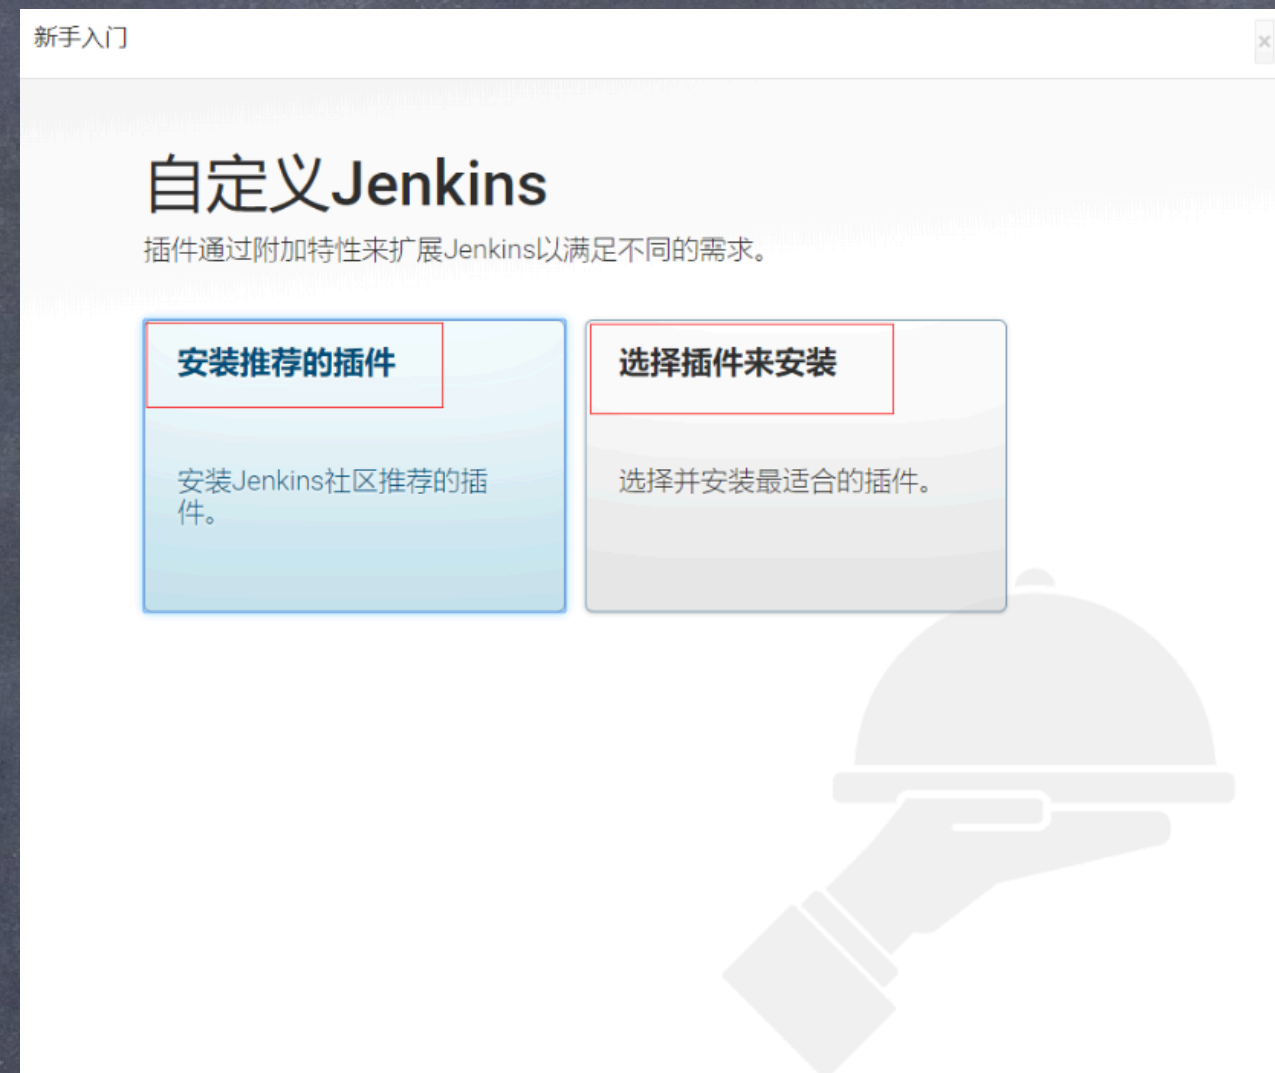 新手入门
×
自定义Jenkins
插件通过附加特性来扩展Jenkins以满足不同的需求。
安装推荐的插件
安装Jenkins社区推荐的插
件。
选择插件来安装
选择并安装最适合的插件。